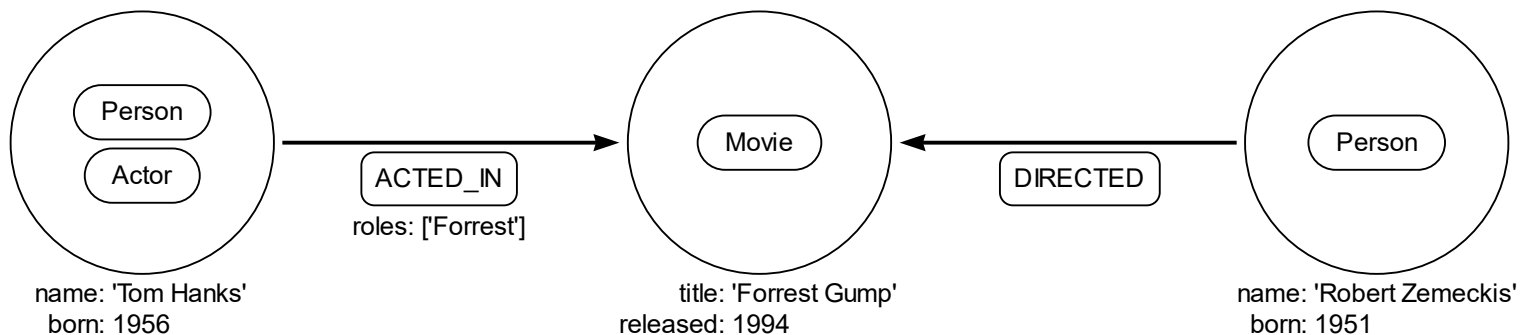 Person
Actor
name: 'Tom Hanks'
born: 1956
ACTED_IN
roles: ['Forrest']
Movie
title: 'Forrest Gump'
released: 1994
DIRECTED
Person
name: 'Robert Zemeckis'
born: 1951